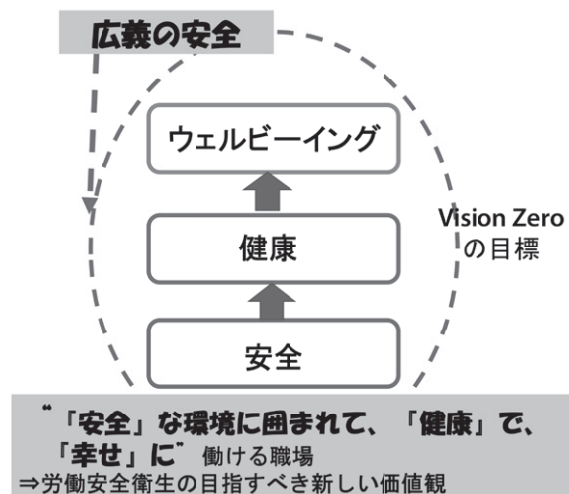 広義の安全
ウェルビーイング
健康
安全
Vision Zero
の目標
“「安全」な環境に囲まれて、「健康」で、
「幸せ」に” 働ける職場
⇒労働安全衛生の目指すべき新しい価値観